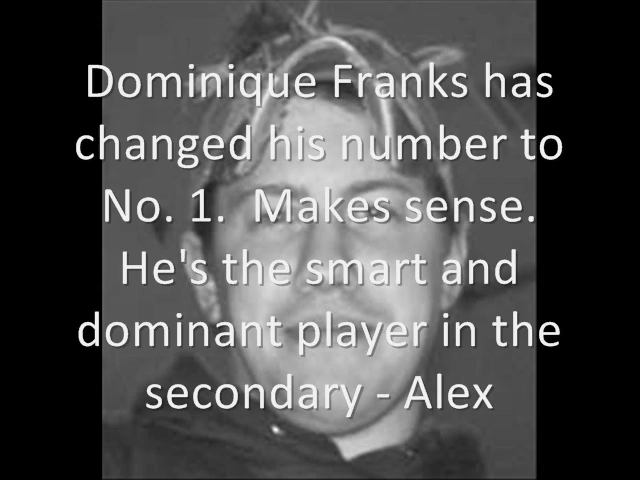 Dominique Franks has
changed his number to
No. 1.  Makes sense.
He's the smart and
dominant player in the
secondary - Alex